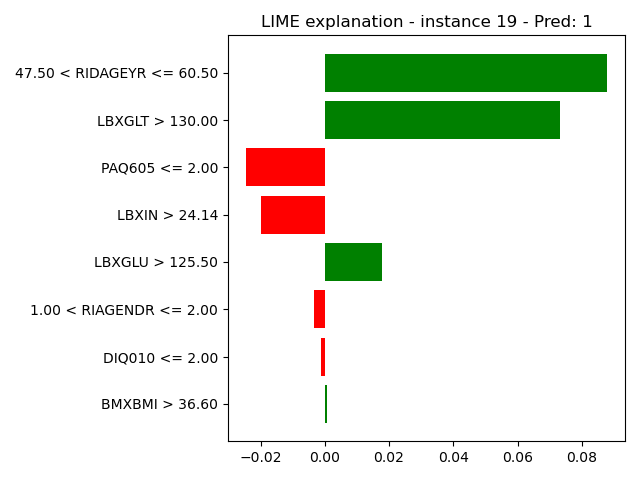 LIME explanation - instance 19 - Pred: 1
47.50 < RIDAGEYR <= 60.50
LBXGLT > 130.00
PAQ605 <= 2.00
LBXIN > 24.14
LBXGLU > 125.50
1.00 < RIAGENDR <= 2.00
DIQ010 <= 2.00
BMXBMI > 36.60
−0.02 0.00 0.02 0.04 0.06 0.08